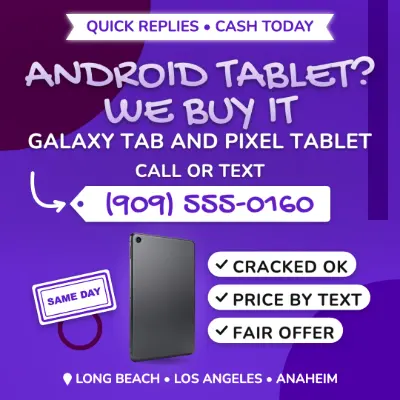 QUICK REPLIES • CASH TODAY
ANDROID TABLET?
WE BUY IT
GALAXY TAB AND PIXEL TABLET
CALL OR TEXT
(909) 555-0160
SAME DAY
CRACKED OK
PRICE BY TEXT
FAIR OFFER
LONG BEACH • LOS ANGELES • ANAHEIM